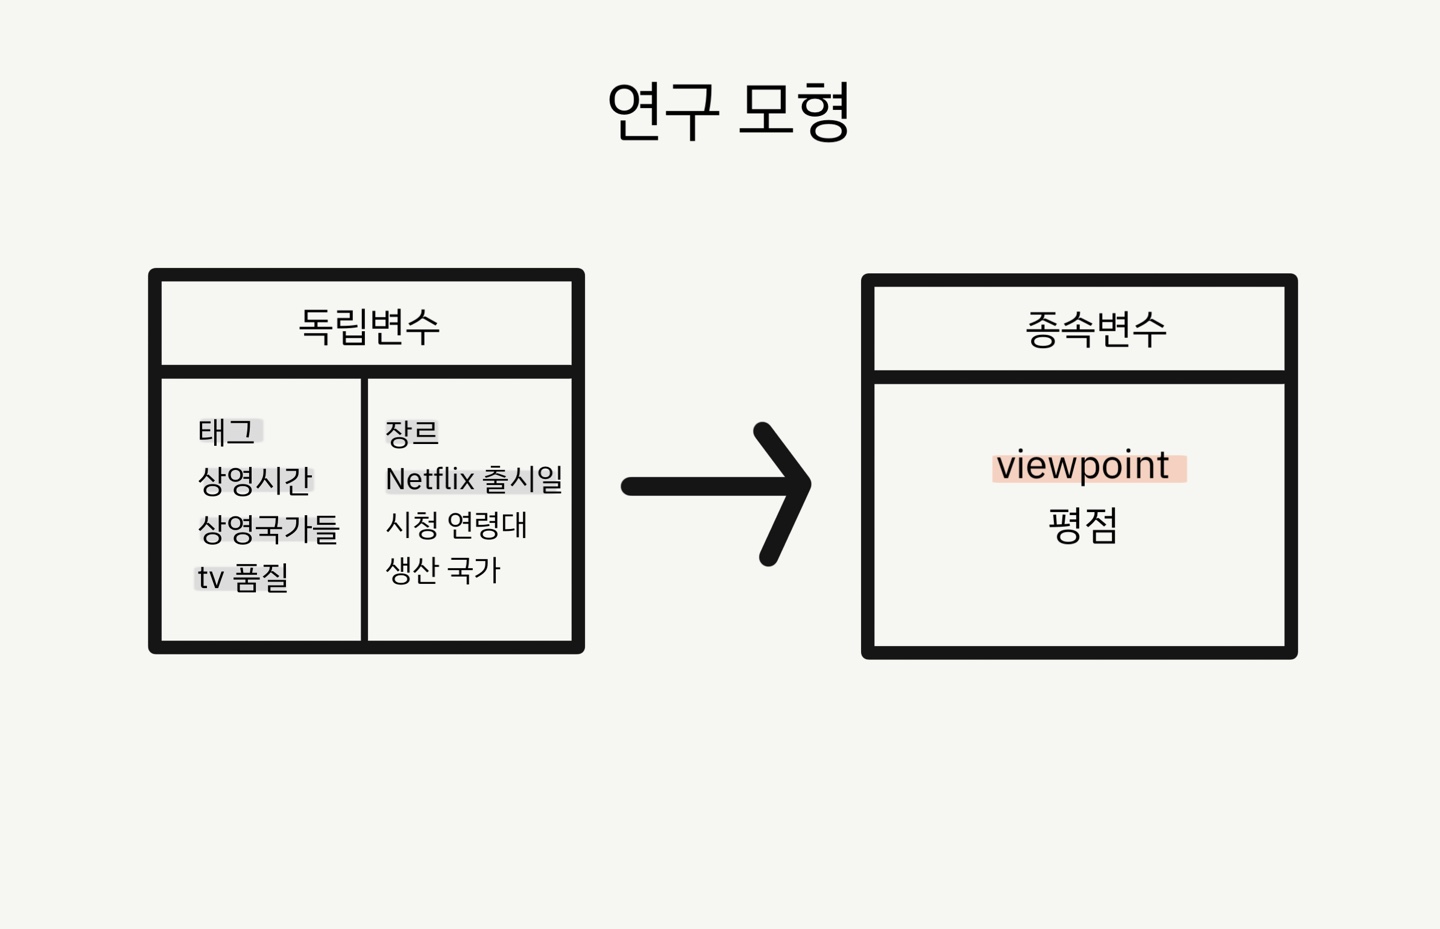 연구 모형
독립변수
태그
상영시간
상영국가들
tv 품질
장르
Netflix 출시일
시청 연령대
생산 국가
종속변수
viewpoint
평점